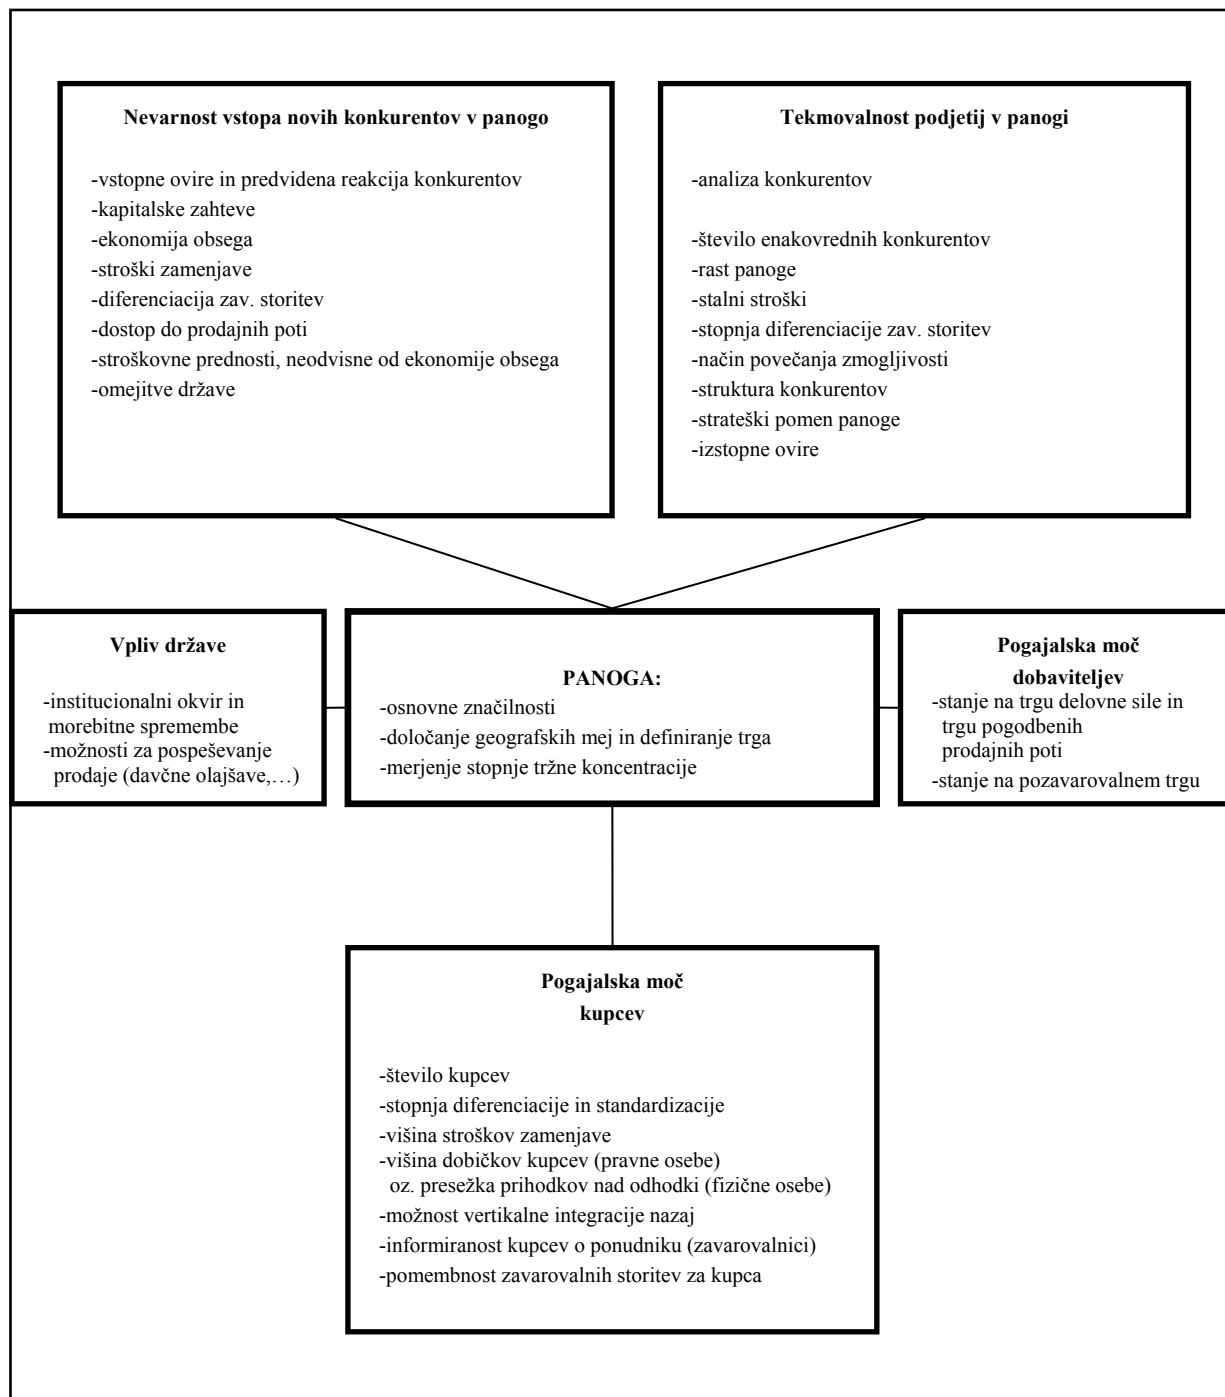 Nevarnost vstopa novih konkurentov v panogo
-vstopne ovire in predvidena reakcija konkurentov
-kapitalske zahteve
-ekonomija obsega
-stroški zamenjave
-diferenciacija zav. storitev
-dostop do prodajnih poti
-stroškovne prednosti, neodvisne od ekonomije obsega
-omejitve države
Tekmovalnost podjetij v panogi
-analiza konkurentov
-število enakovrednih konkurentov
-rast panoge
-stalni stroški
-stopnja diferenciacije zav. storitev
-način povečanja zmogljivosti
-struktura konkurentov
-strateški pomen panoge
-izstopne ovire
Vpliv države
-institucionalni okvir in
morebitne spremembe
-možnosti za pospeševanje
prodaje (davčne olajšave,…)
PANOGA:
-osnovne značilnosti
-določanje geografskih mej in definiranje trga
-merjenje stopnje tržne koncentracije
Pogajalska moč
dobaviteljev
-stanje na trgu delovne sile in
trgu pogodbenih
prodajnih poti
-stanje na pozavarovalnem trgu
Pogajalska moč
kupcev
-število kupcev
-stopnja diferenciacije in standardizacije
-višina stroškov zamenjave
-višina dobičkov kupcev (pravne osebe)
oz. presežka prihodkov nad odhodki (fizične osebe)
-možnost vertikalne integracije nazaj
-informiranost kupcev o ponudniku (zavarovalnici)
-pomembnost zavarovalnih storitev za kupca